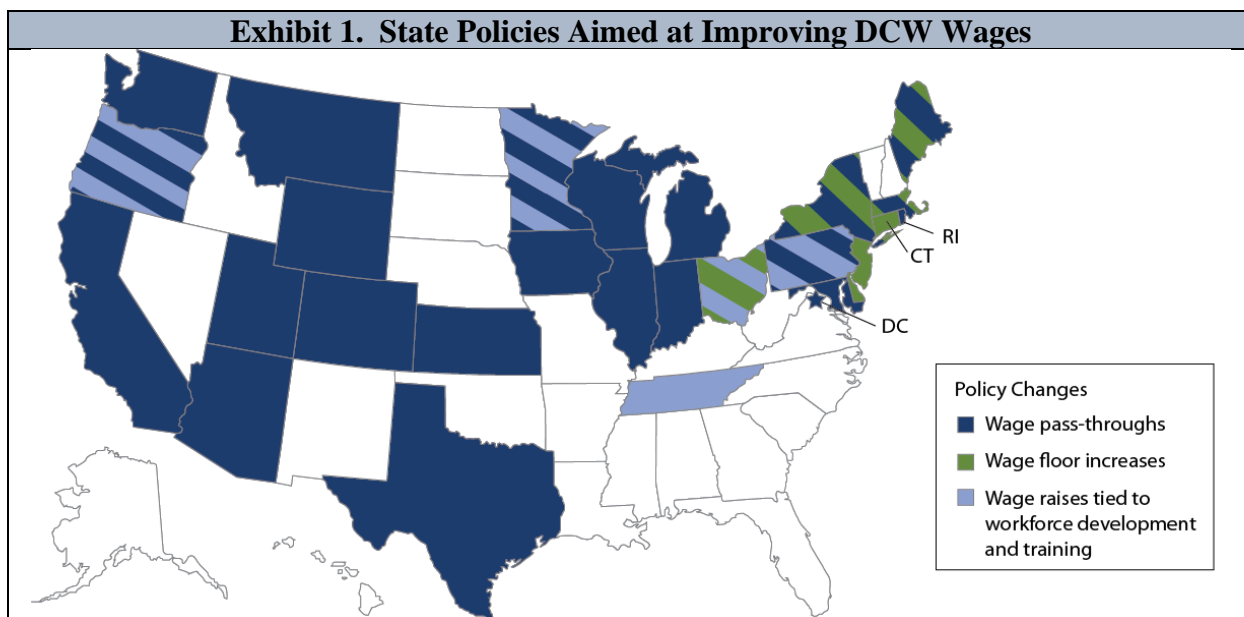 Exhibit 1.  State Policies Aimed at Improving DCW Wages
RI
CT
DC
Policy Changes
Wage pass-throughs
Wage floor increases
Wage raises tied to
workforce development
and training